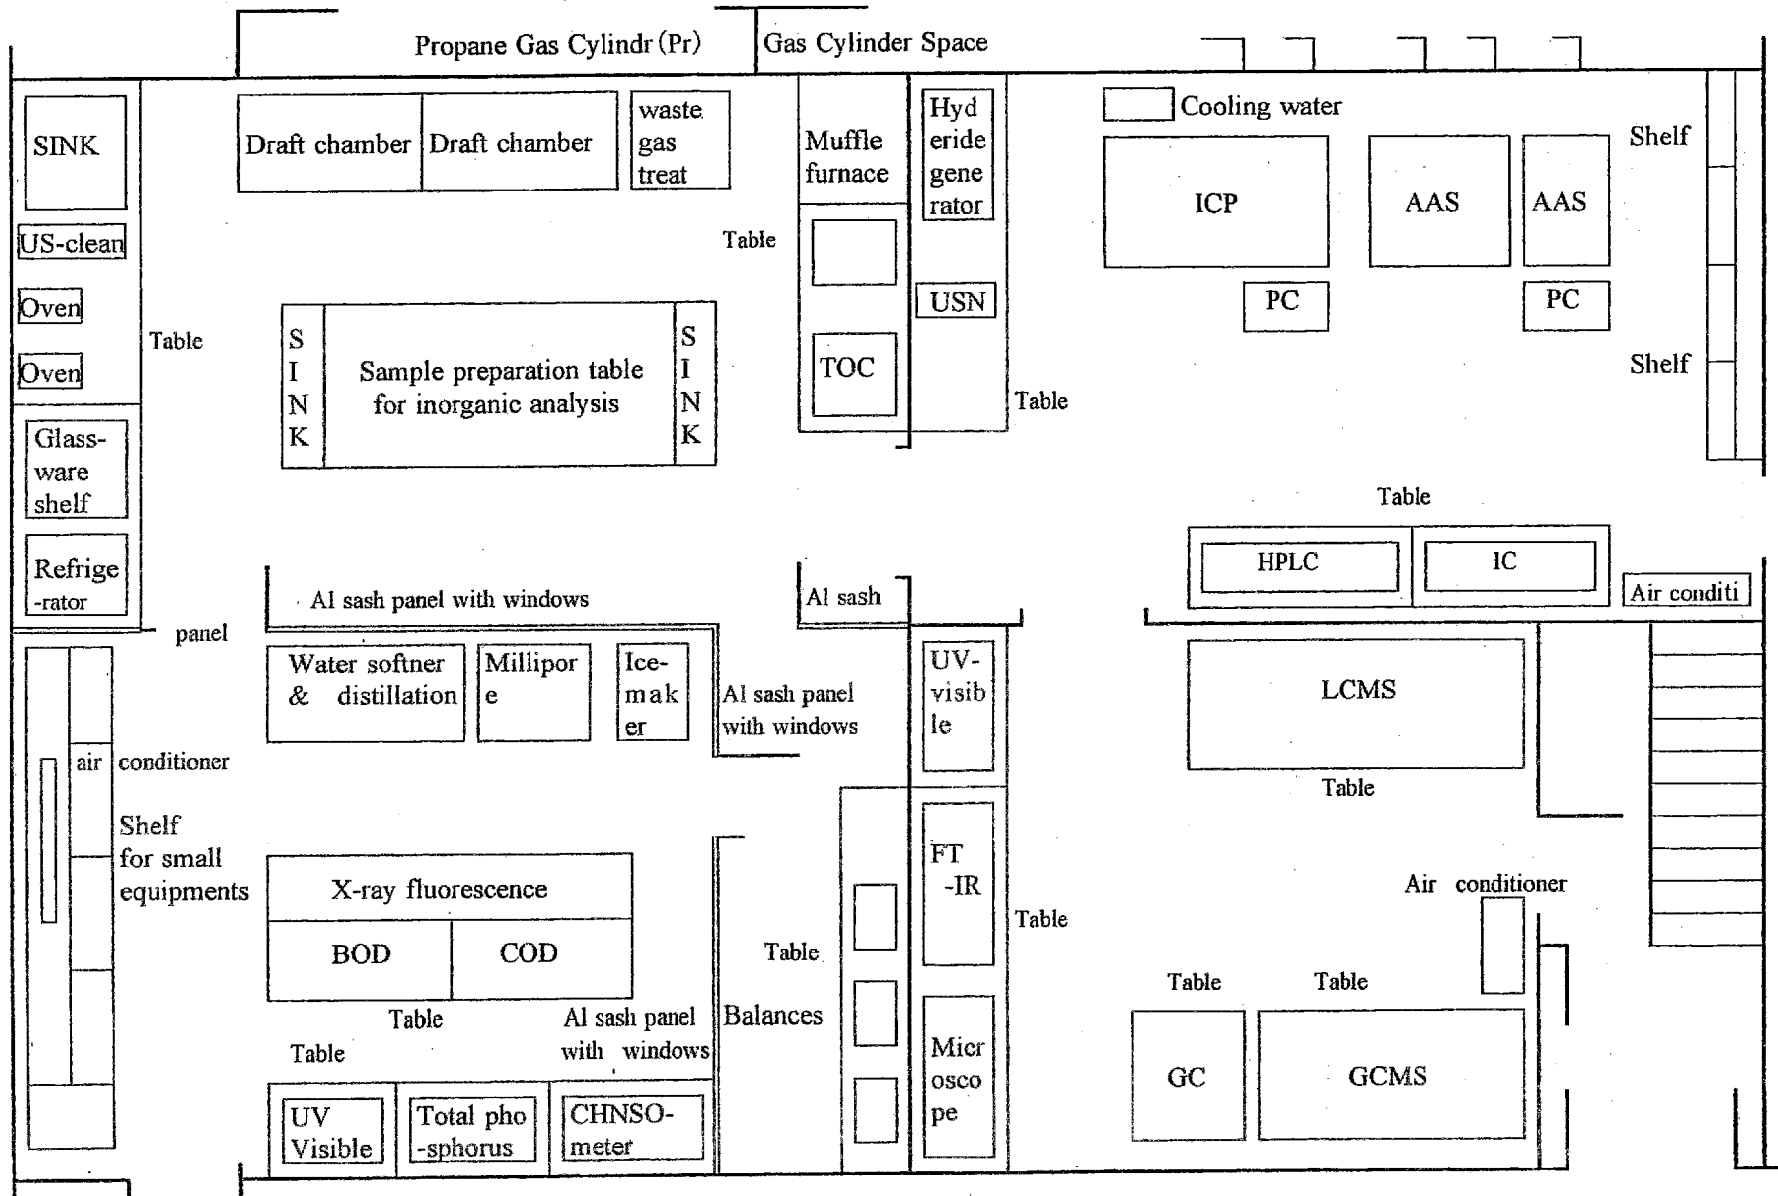 Propane Gas Cylindr (Pr)
Gas Cylinder Space
SINK
US-clean
Oven
Oven
Table
Glass-
ware
shelf
Refrige
-rator
panel
Draft chamber
Draft chamber
waste
gas
treat
Table
SINK
Sample preparation table
for inorganic analysis
SINK
Muffle
furnace
TOC
Hyd
eride
gene
rator
USN
Table
Cooling water
ICP
AAS
AAS
PC
PC
Shelf
Shelf
Table
HPLC
IC
Air conditi
Al sash panel with windows
Al sash
Water softner
& distillation
Millipor
e
Ice-
mak
er
Al sash panel
with windows
UV-
visib
le
LCMS
Table
air conditioner
Shelf
for small
equipments
X-ray fluorescence
BOD
COD
Table
Table
Al sash panel
with windows
UV
Visible
Total pho
-sphorus
CHNSO-
meter
Table
Balances
FT
-IR
Table
Micr
osco
pe
Air conditioner
Table
Table
GC
GCMS